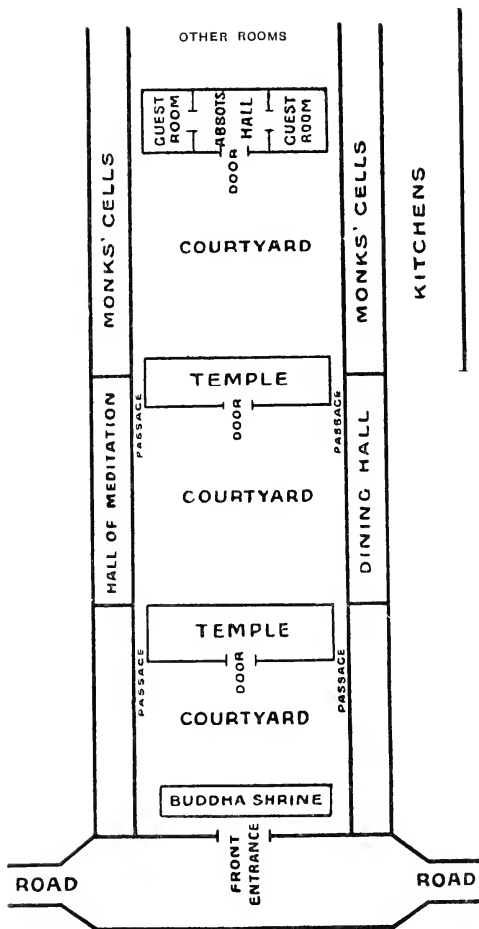 OTHER ROOMS
GUEST
ROOM
ABBOTS
HALL
GUEST
ROOM
DOOR
MONKS' CELLS
MONKS' CELLS
KITCHENS
COURTYARD
TEMPLE
DOOR
PASSAGE
PASSAGE
HALL OF MEDITATION
COURTYARD
DINING HALL
TEMPLE
DOOR
PASSAGE
PASSAGE
COURTYARD
BUDDHA SHRINE
FRONT
ENTRANCE
ROAD
ROAD